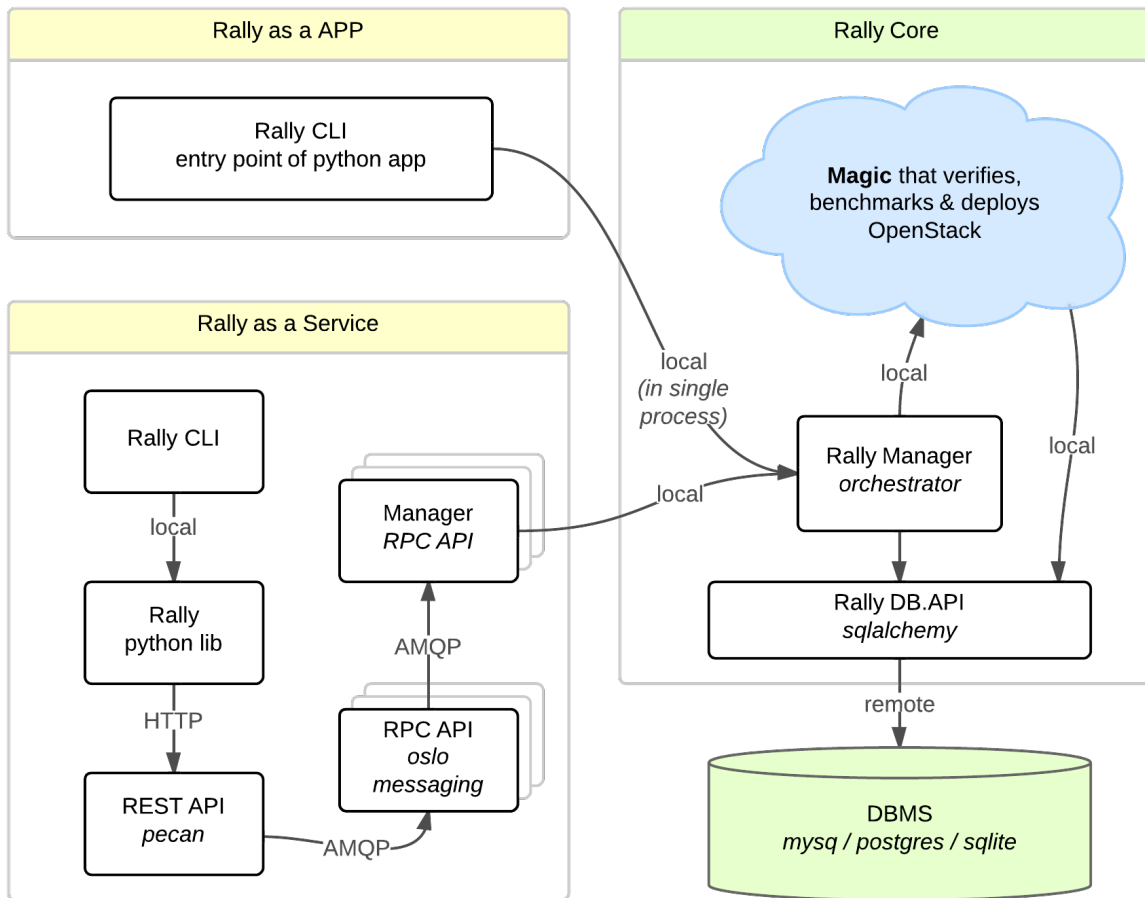 Rally as a APP
Rally CLI
entry point of python app
Rally as a Service
Rally CLI
local
Rally
python lib
HTTP
REST API
pecan
AMQP
RPC API
oslo
messaging
AMQP
Manager
RPC API
local
local
(in single
process)
Rally Core
Magic that verifies,
benchmarks & deploys
OpenStack
local
local
Rally Manager
orchestrator
Rally DB.API
sqlalchemy
remote
DBMS
mysq / postgres / sqlite